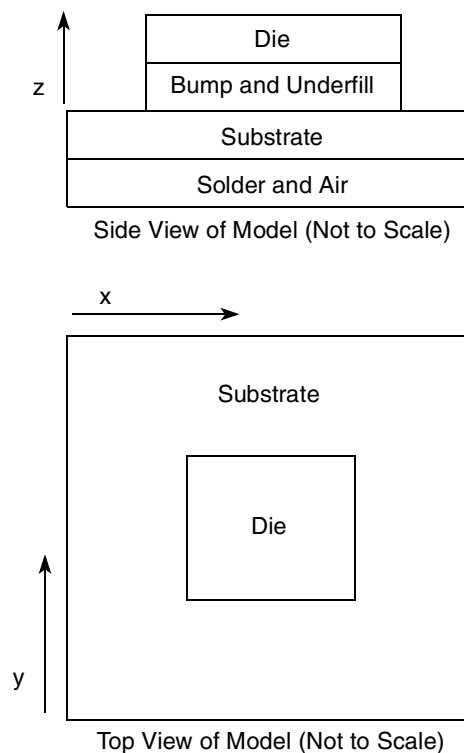 Die
z
Bump and Underfill
Substrate
Solder and Air
Side View of Model (Not to Scale)
x
Substrate
Die
y
Top View of Model (Not to Scale)